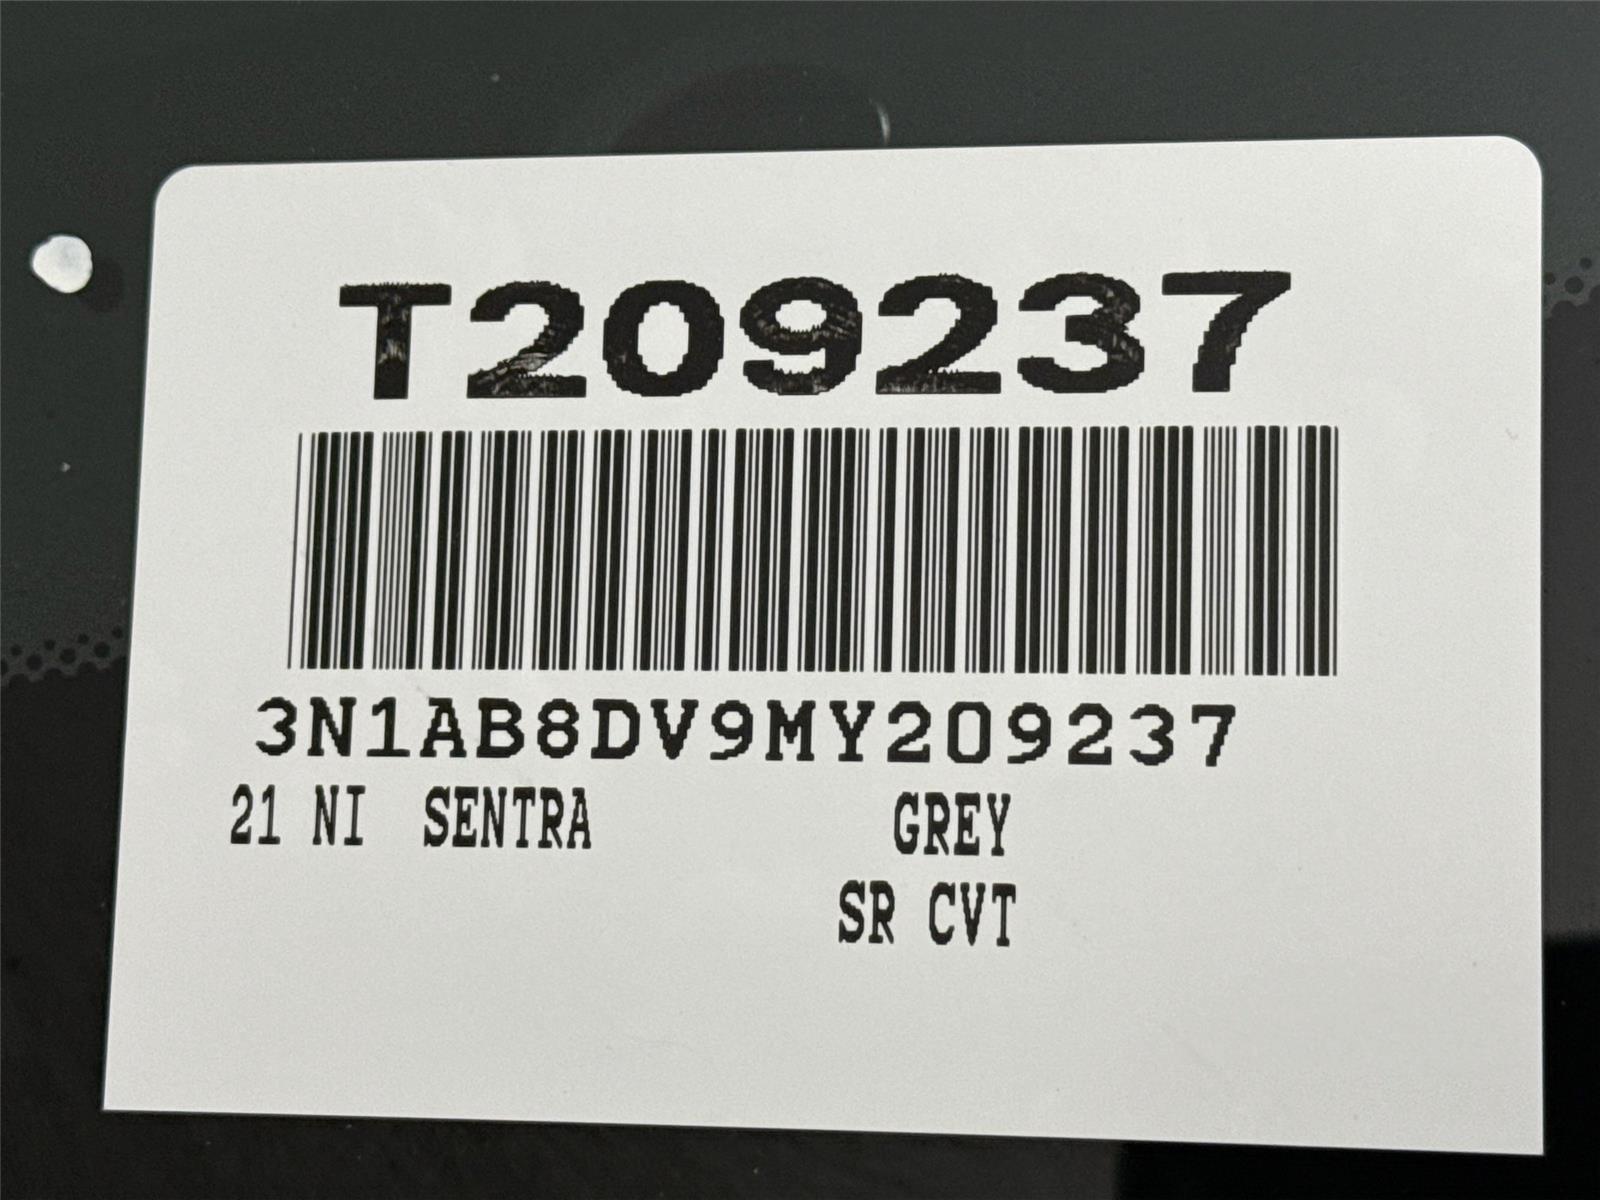 T209237
3N1AB8DV9MY209237
21 NI SENTRA GREY
SR CVT